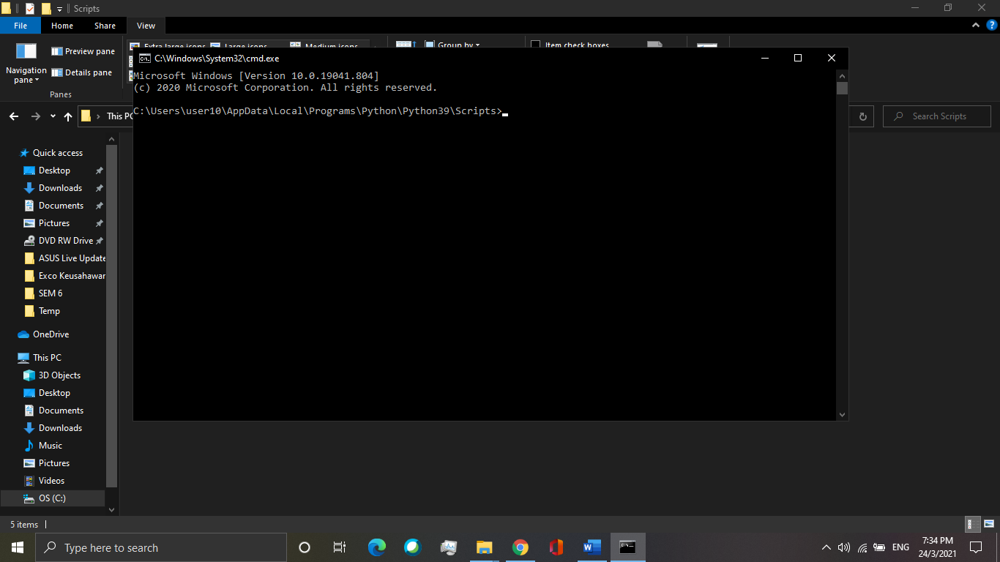 Scripts
File Home Share View
Extra large icons Large icons Medium icons Group by Item check boxes
Preview pane
Navigation pane
Details pane
Panes
C:\Windows\System32\cmd.exe
Microsoft Windows [Version 10.0.19041.804]
(c) 2020 Microsoft Corporation. All rights reserved.
C:\Users\user10\AppData\Local\Programs\Python\Python39\Scripts>
This PC
Search Scripts
Quick access
Desktop
Downloads
Documents
Pictures
DVD RW Drive
ASUS Live Update
Exco Keusahawan
SEM 6
Temp
OneDrive
This PC
3D Objects
Desktop
Documents
Downloads
Music
Pictures
Videos
OS (C:)
5 items
Type here to search
ENG
7:34 PM
24/3/2021